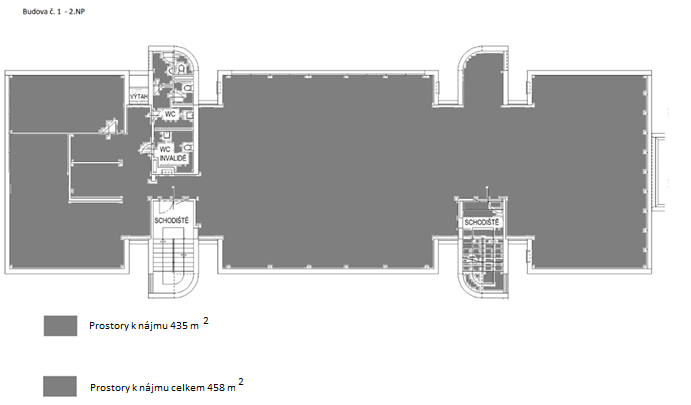 Budova č. 1 - 2.NP
VÝTAH
WC
WC
INVALIDÉ
SCHODIŠTĚ
SCHODIŠTĚ
Prostory k nájmu 435 m 2
Prostory k nájmu celkem 458 m 2